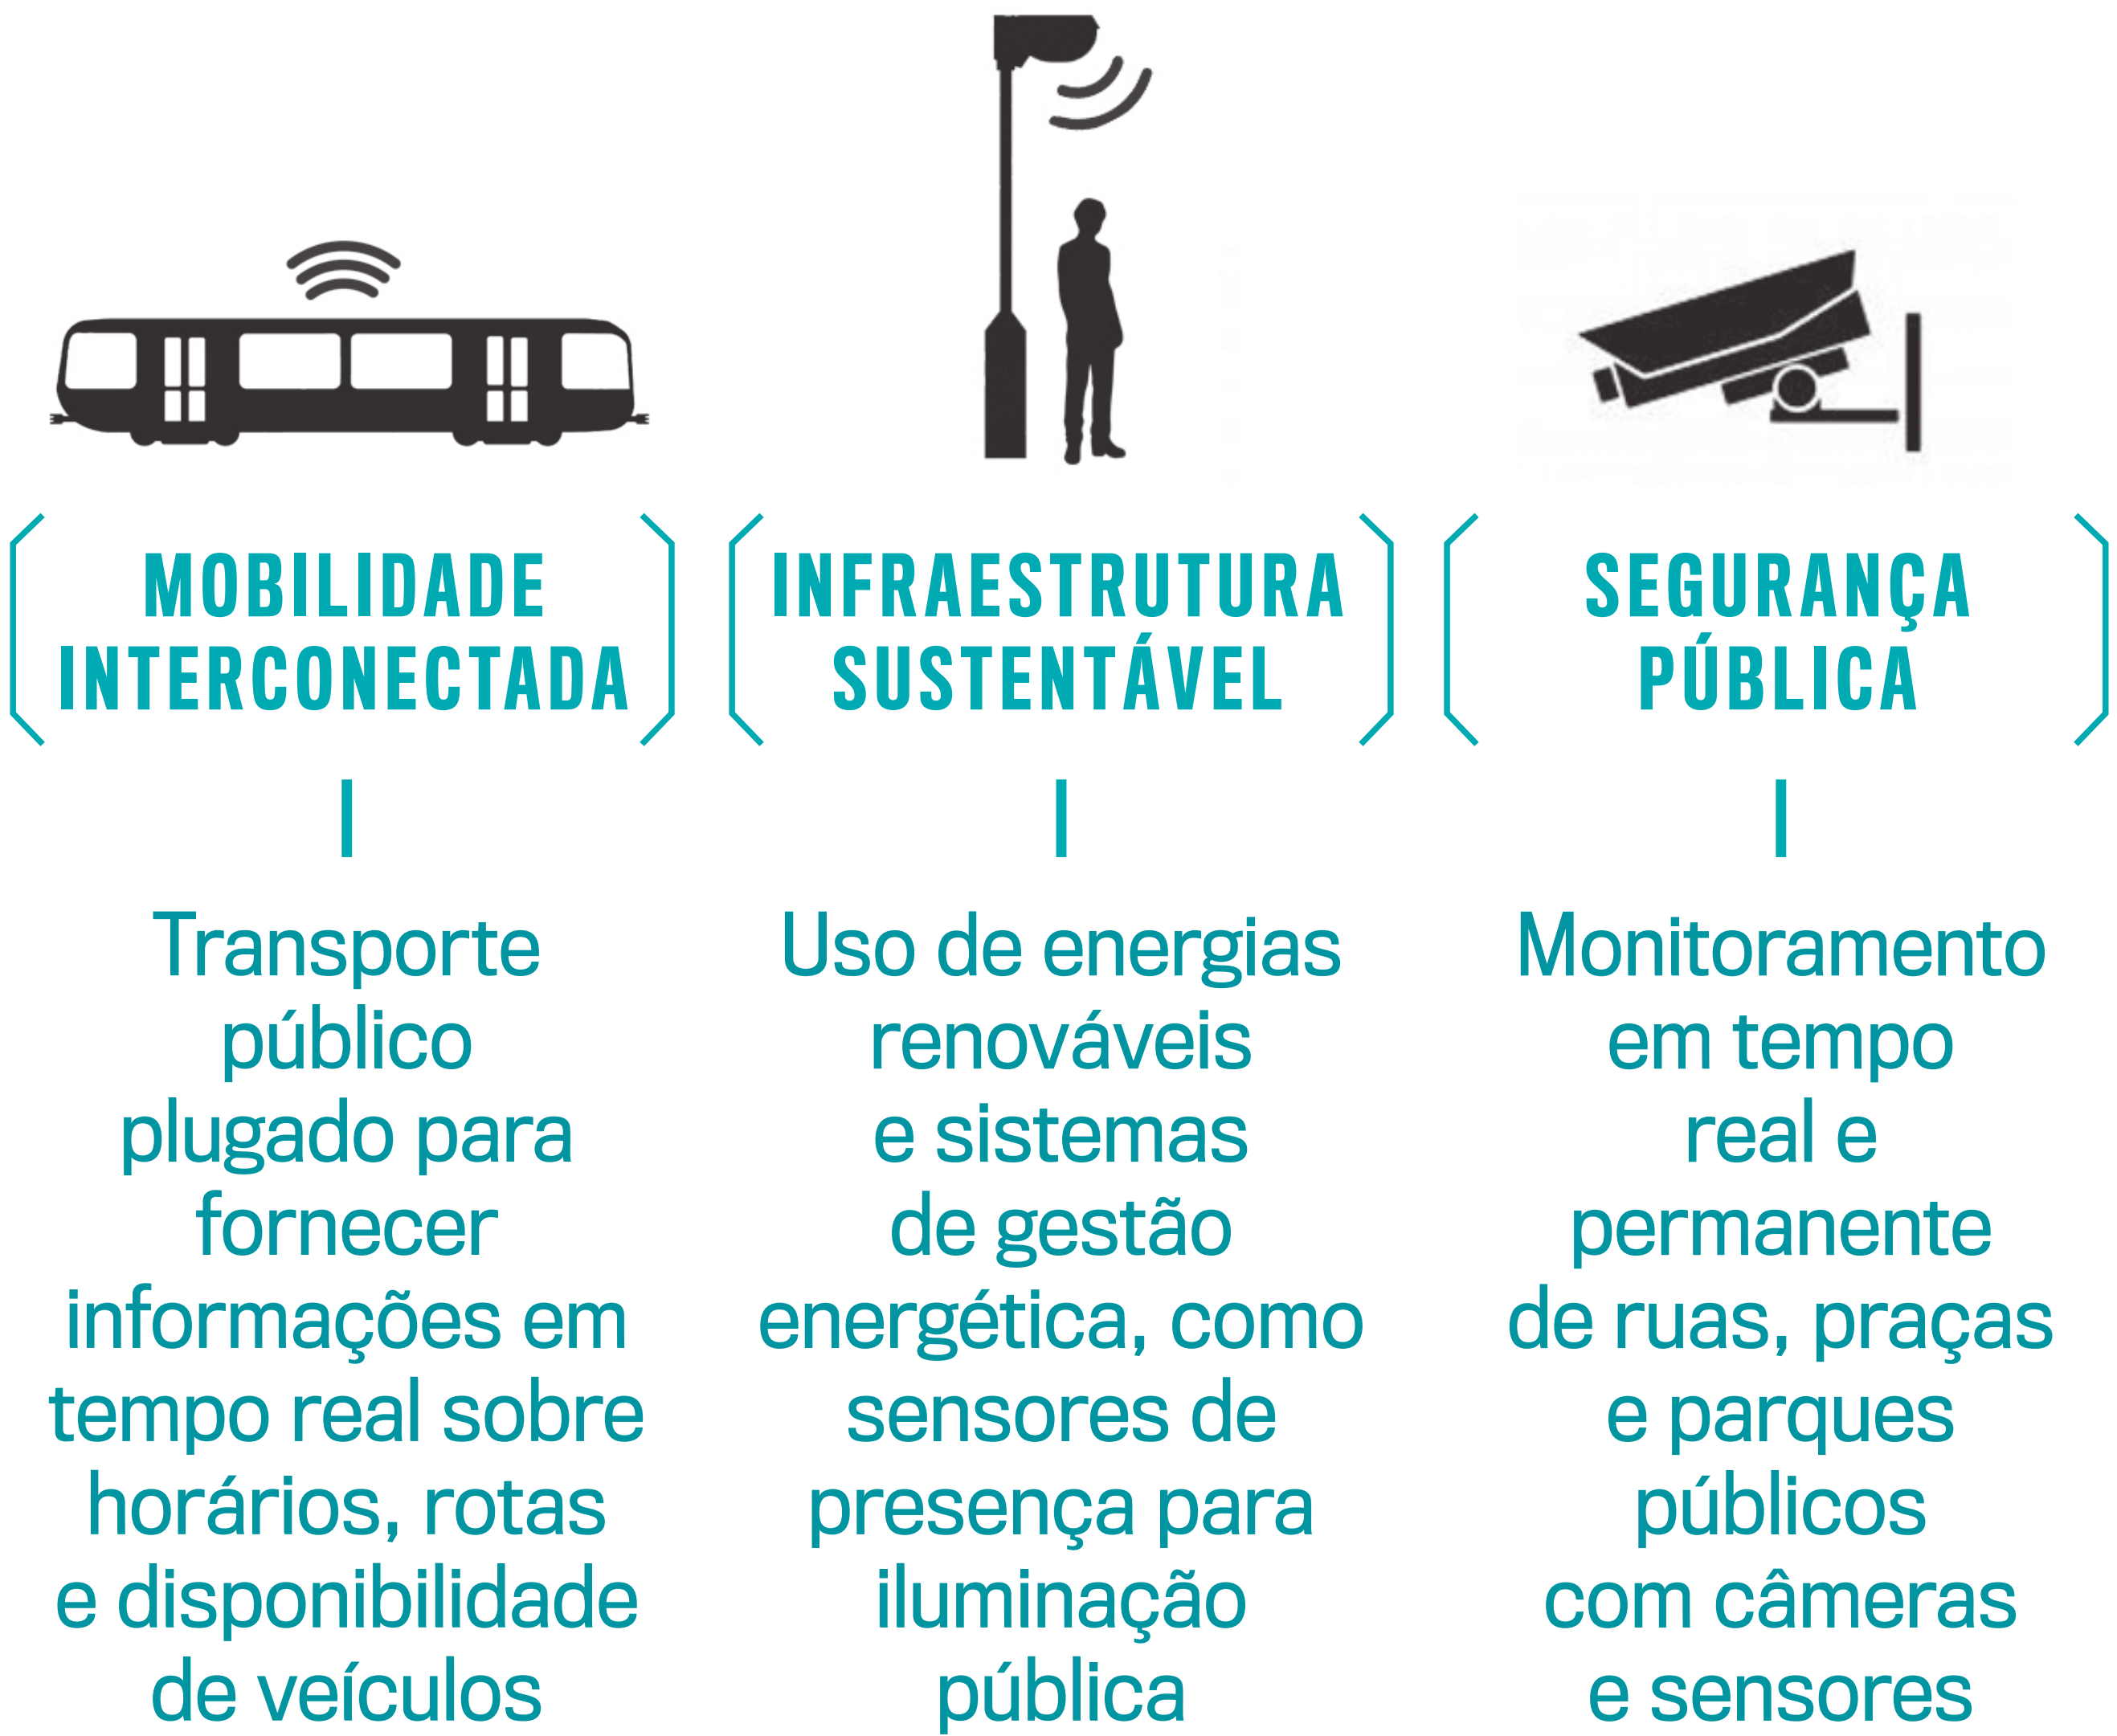 MOBILIDADE
INTERCONECTADA
Transporte
público
plugado para
fornecer
informações em
tempo real sobre
horários, rotas
e disponibilidade
de veículos
INFRAESTRUTURA
SUSTENTÁVEL
Uso de energias
renováveis
e sistemas
de gestão
energética, como
sensores de
presença para
iluminação
pública
SEGURANÇA
PÚBLICA
Monitoramento
em tempo
real e
permanente
de ruas, praças
e parques
públicos
com câmeras
e sensores